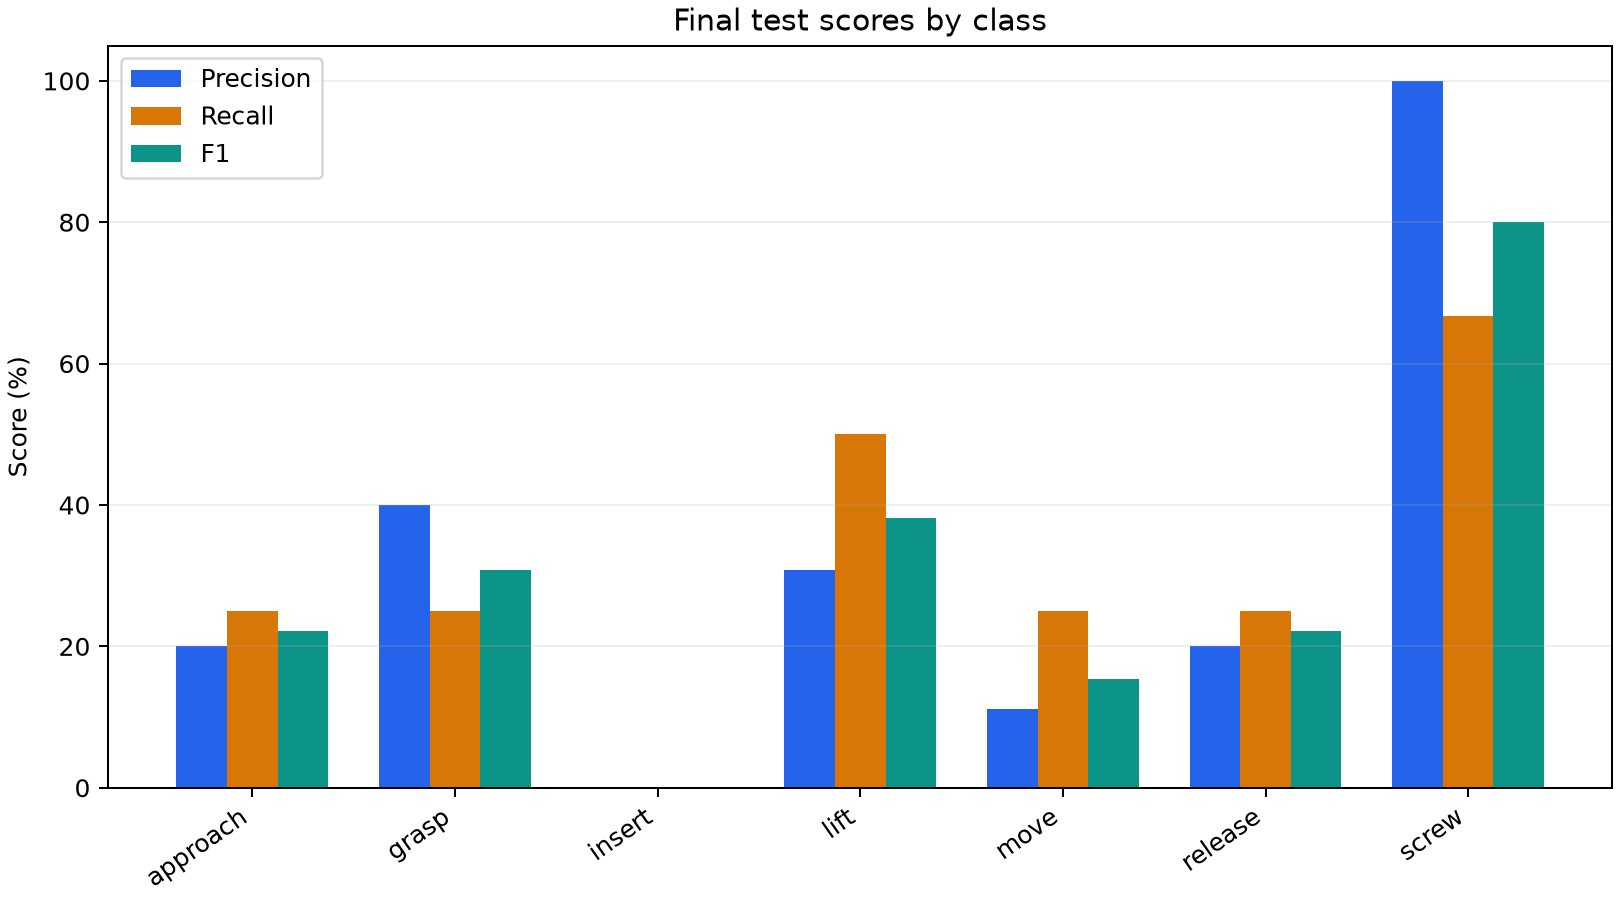 Final test scores by class
Precision
Recall
F1
Score (%)
100
80
60
40
20
0
approach
grasp
insert
lift
move
release
screw